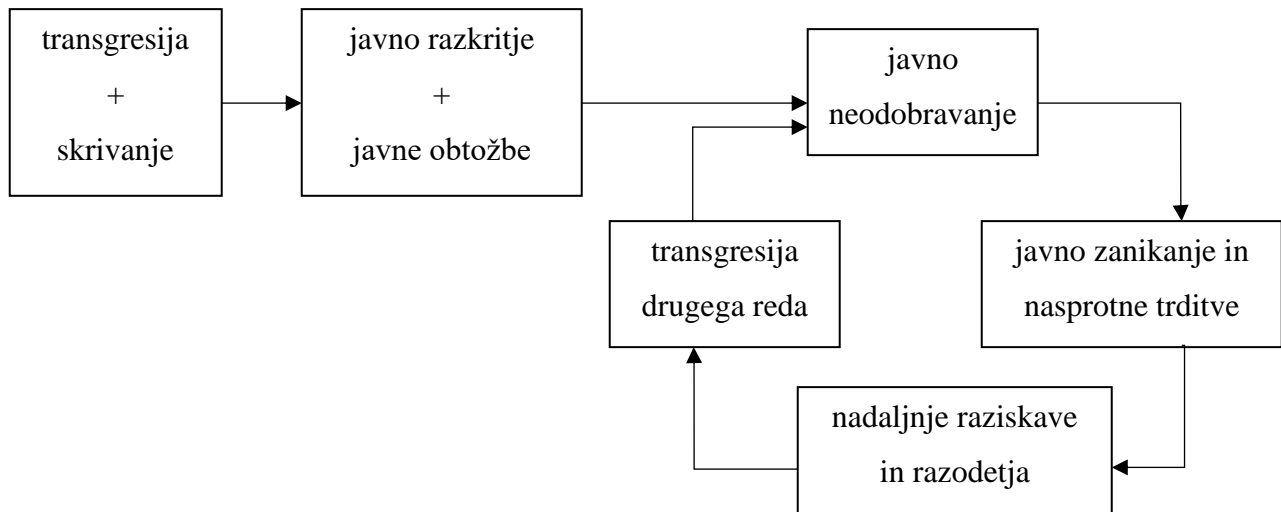 transgresija
+
skrivanje
javno razkritje
+
javne obtožbe
javno
neodobravanje
transgresija
drugega reda
javno zanikanje in
nasprotne trditve
nadaljnje raziskave
in razodetja